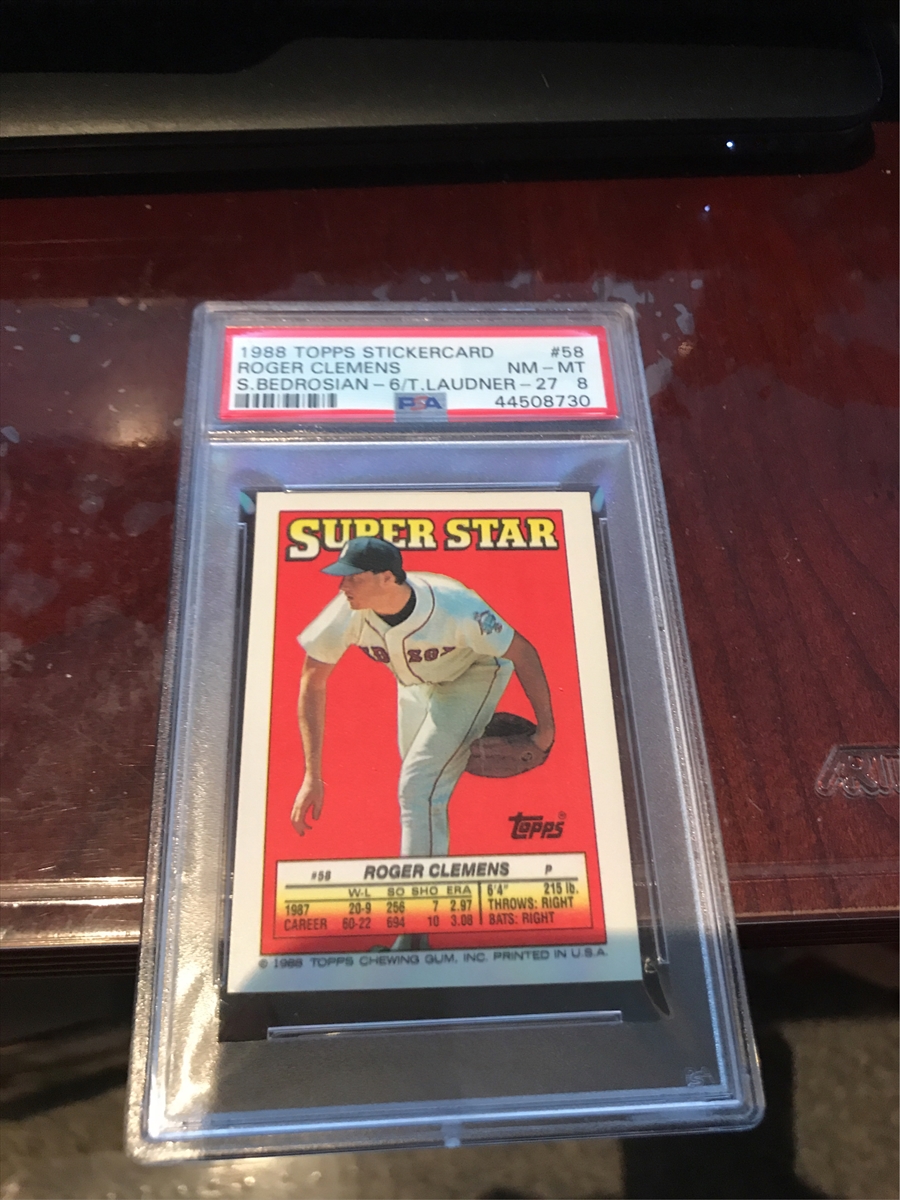 1988 TOPPS STICKERCARD #58
ROGER CLEMENS NM - MT
S.BEDROSIAN - 6/T.LAUDNER - 27 8
PSA 44508730
SUPER STAR
RED SOX
topps®
#58 ROGER CLEMENS P
W-L SO SHO ERA 6'4" 215 lb.
1987 20-9 256 7 2.97 THROWS: RIGHT
CAREER 60-22 694 10 3.08 BATS: RIGHT
© 1988 TOPPS CHEWING GUM, INC. PRINTED IN U.S.A.